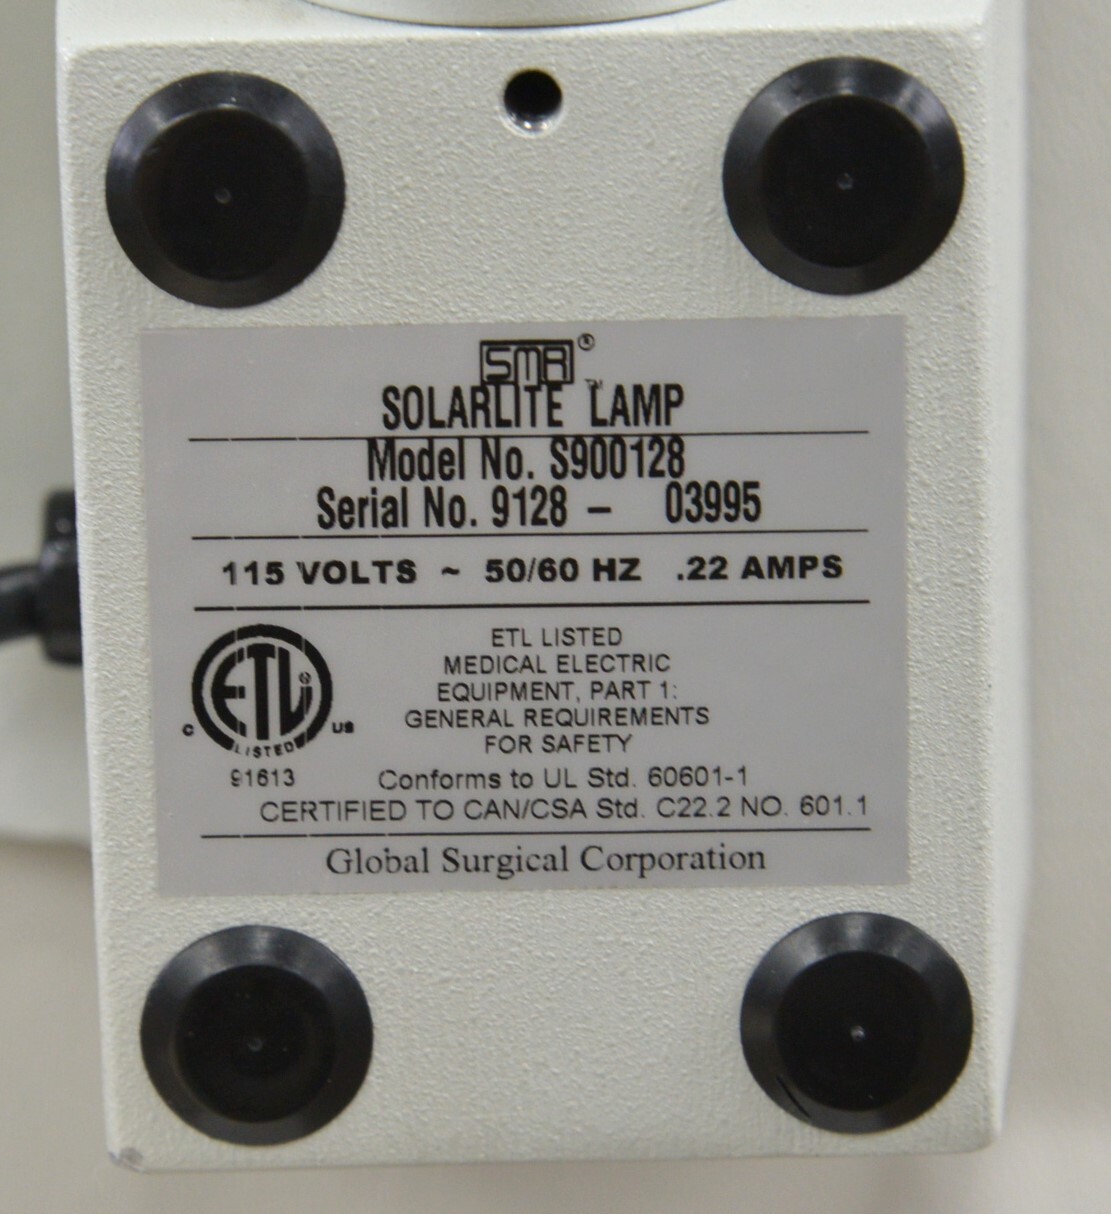 SMR®
SOLARLITE™ LAMP
Model No. S900128
Serial No. 9128 – 03995
115 VOLTS ~ 50/60 HZ .22 AMPS
ETL LISTED
MEDICAL ELECTRIC
EQUIPMENT, PART 1:
GENERAL REQUIREMENTS
FOR SAFETY
ETL®
C US
LISTED
91613
Conforms to UL Std. 60601-1
CERTIFIED TO CAN/CSA Std. C22.2 NO. 601.1
Global Surgical Corporation